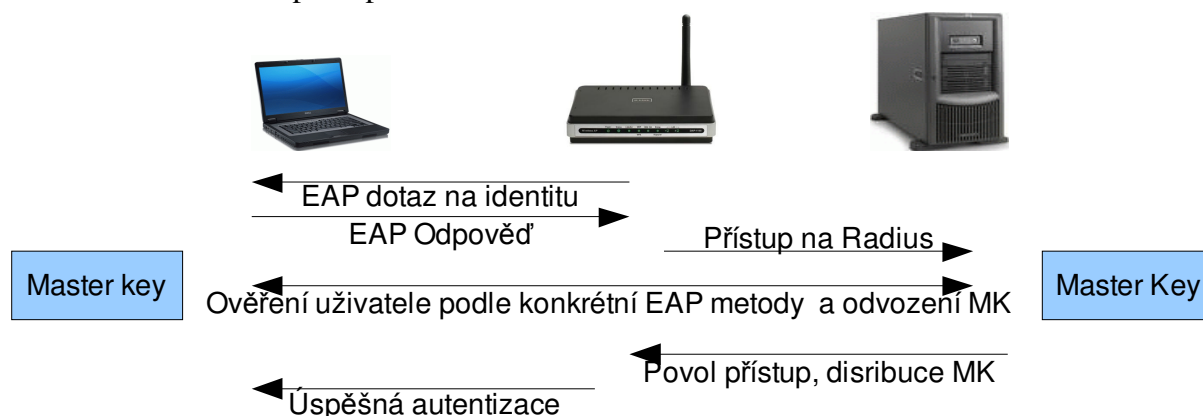 EAP dotaz na identitu
EAP Odpověď
Přístup na Radius
Master key
Ověření uživatele podle konkrétní EAP metody a odvození MK
Master Key
Povol přístup, disribuce MK
Úspěšná autentizace